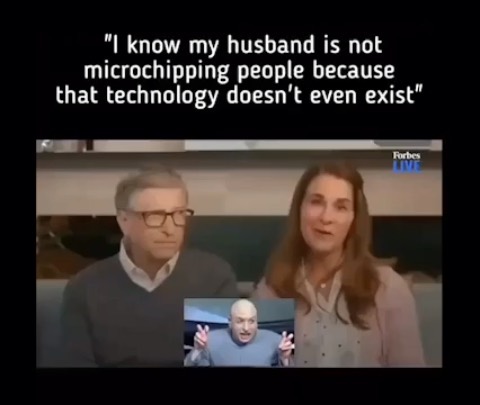 "I know my husband is not
microchipping people because
that technology doesn't even exist"
Forbes
LIVE